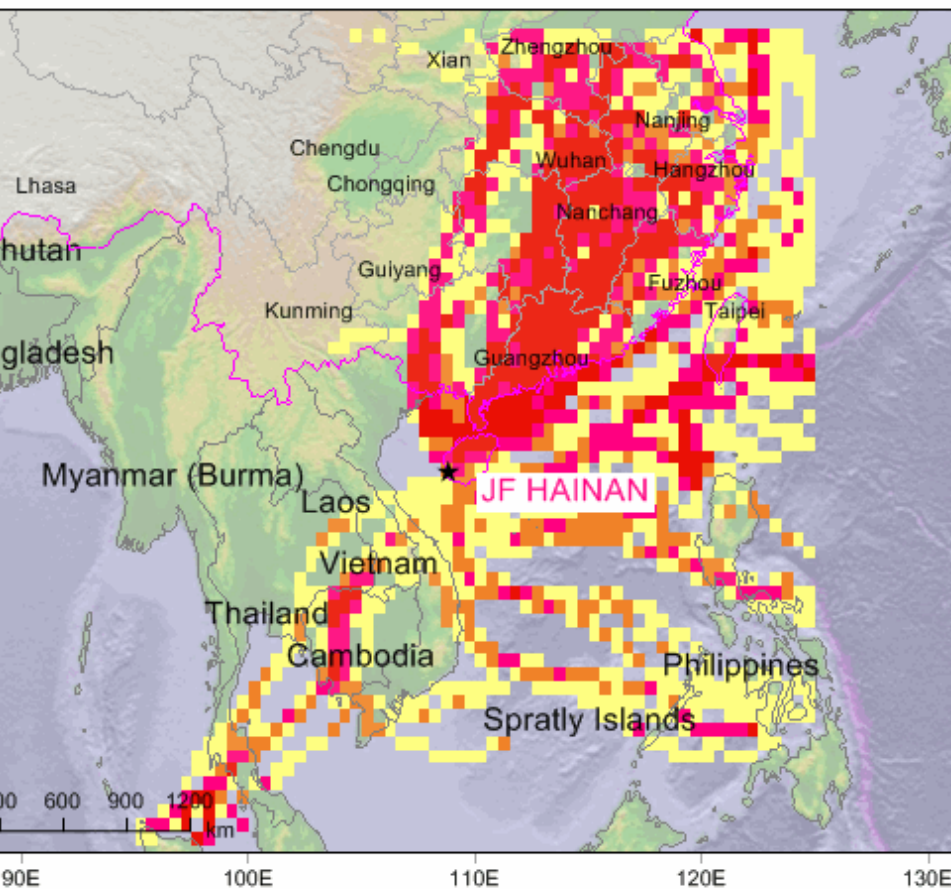 Xian
Zhengzhou
Nanjing
Chengdu
Wuhan
Hangzhou
Lhasa
Chongqing
Nanchang
hutan
Guiyang
Fuzhou
Kunming
Taipei
gladesh
Guangzhou
Myanmar (Burma)
JF HAINAN
Laos
Vietnam
Thailand
Cambodia
Philippines
Spratly Islands
00 600 900 1200
km
90E 100E 110E 120E 130E